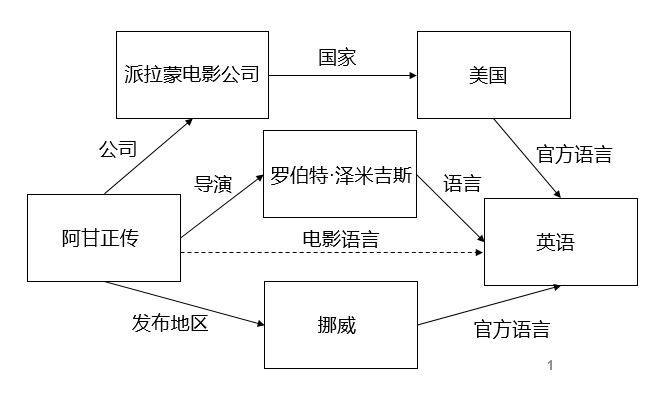 派拉蒙电影公司
国家
美国
公司
官方语言
导演
罗伯特·泽米吉斯
语言
阿甘正传
电影语言
英语
发布地区
挪威
官方语言
1